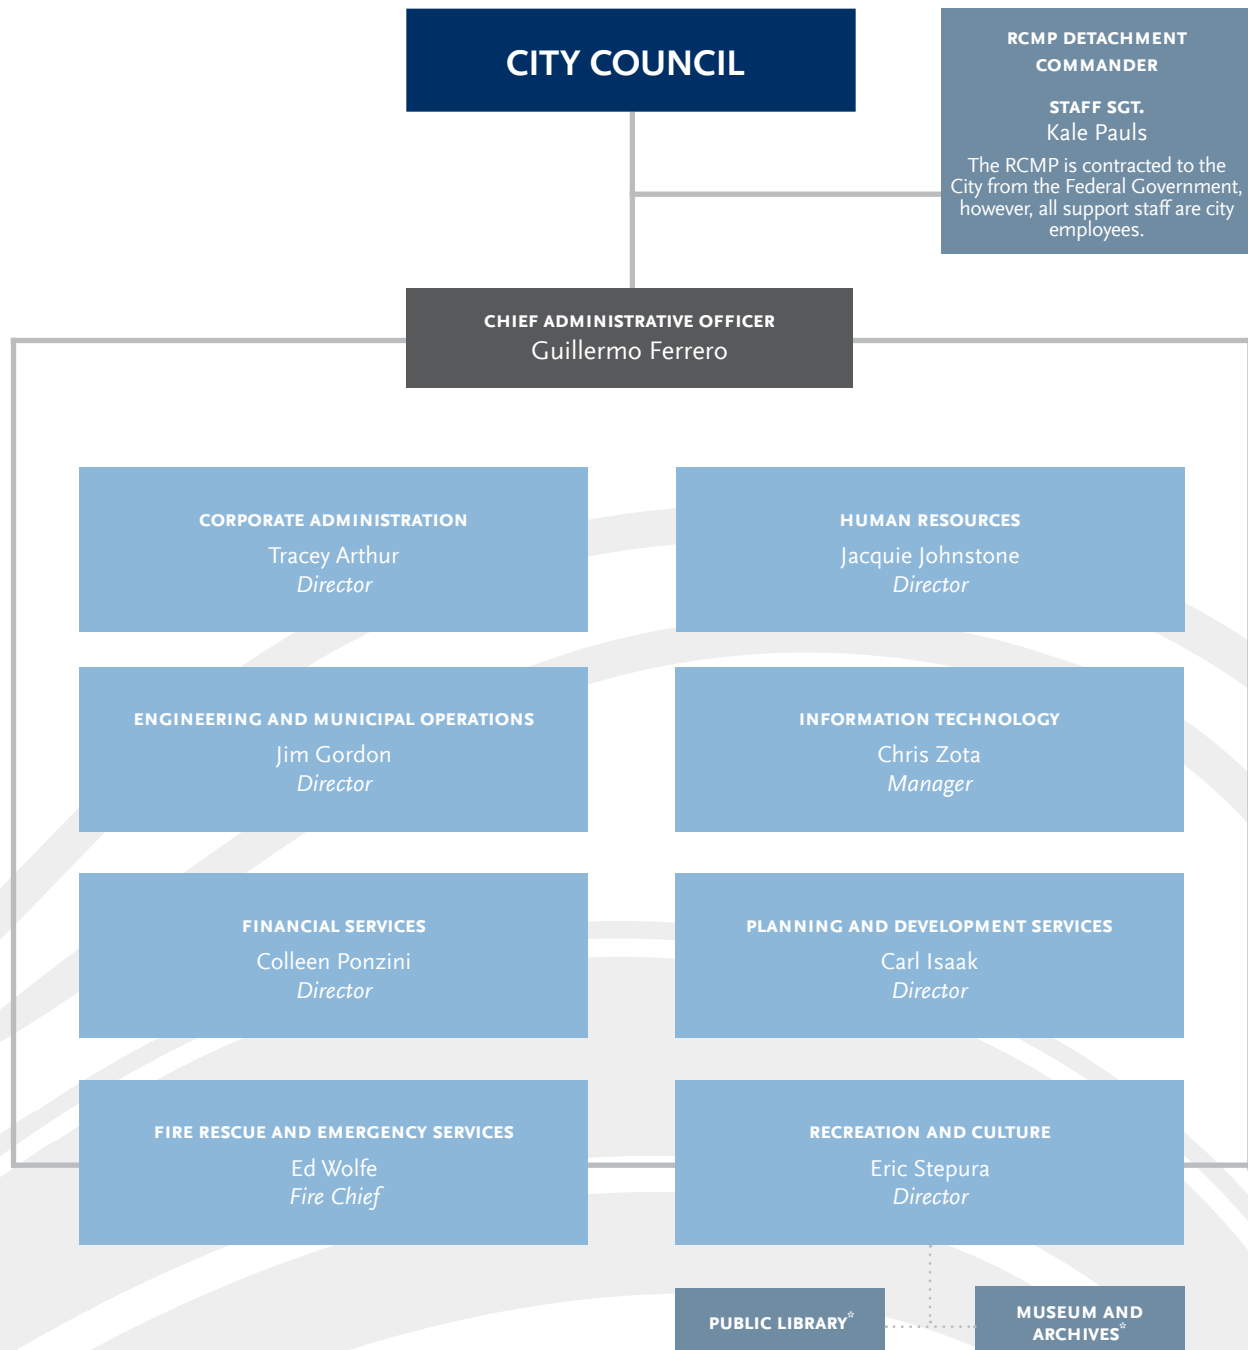 CITY COUNCIL
RCMP DETACHMENT
COMMANDER
STAFF SGT.
Kale Pauls
The RCMP is contracted to the
City from the Federal Government,
however, all support staff are city
employees.
CHIEF ADMINISTRATIVE OFFICER
Guillermo Ferrero
CORPORATE ADMINISTRATION
Tracey Arthur
Director
HUMAN RESOURCES
Jacquie Johnstone
Director
ENGINEERING AND MUNICIPAL OPERATIONS
Jim Gordon
Director
INFORMATION TECHNOLOGY
Chris Zota
Manager
FINANCIAL SERVICES
Colleen Ponzini
Director
PLANNING AND DEVELOPMENT SERVICES
Carl Isaak
Director
FIRE RESCUE AND EMERGENCY SERVICES
Ed Wolfe
Fire Chief
RECREATION AND CULTURE
Eric Stepura
Director
PUBLIC LIBRARY*
MUSEUM AND
ARCHIVES*